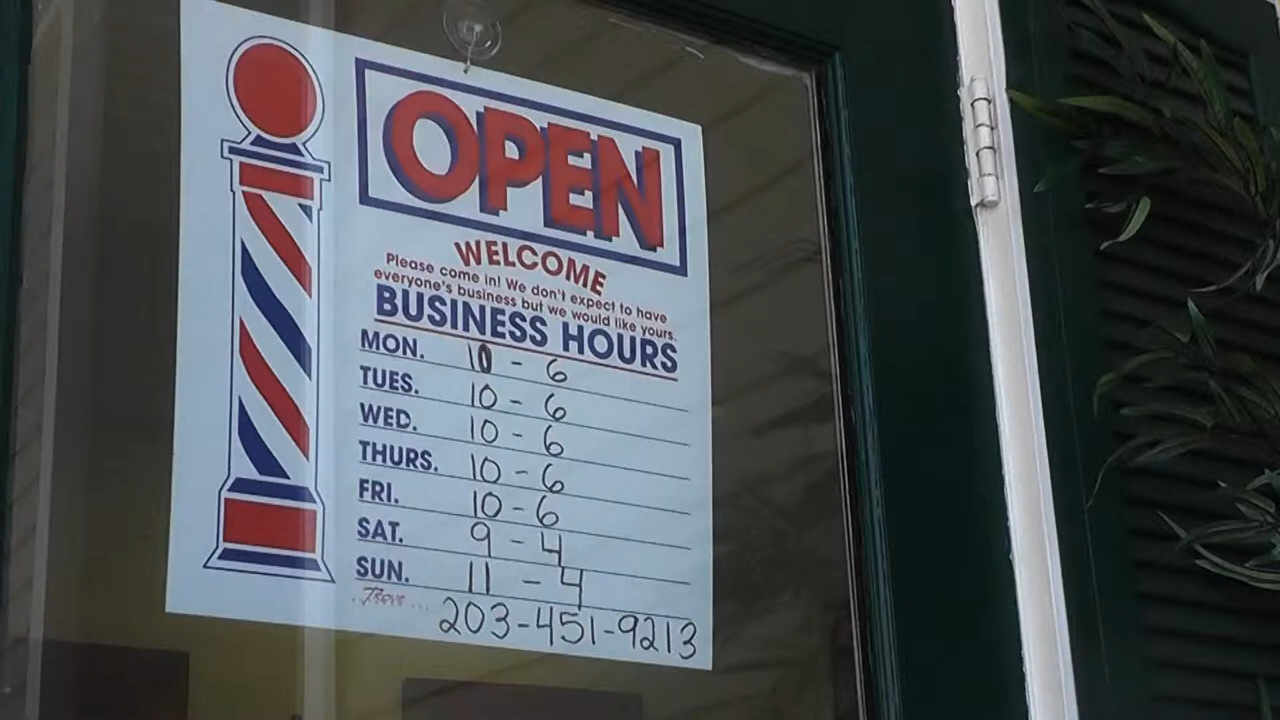 OPEN
WELCOME
Please come in! We don't expect to have
everyone's business but we would like yours.
BUSINESS HOURS
MON. 10 - 6
TUES. 10 - 6
WED. 10 - 6
THURS. 10 - 6
FRI. 10 - 6
SAT. 9 - 4
SUN. 11 - 4
203-451-9213